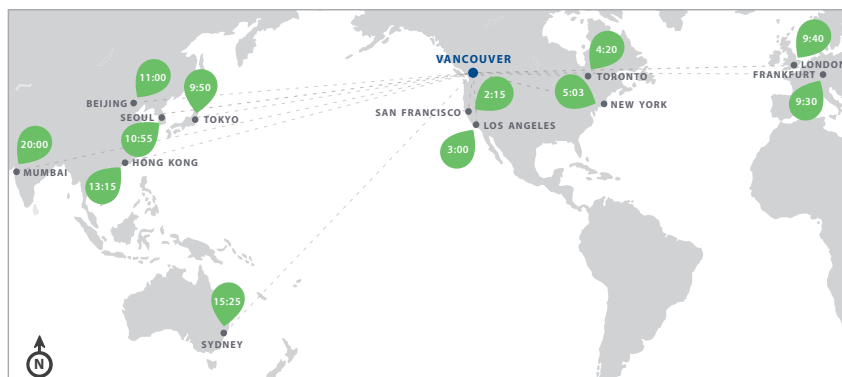 9:40
4:20
VANCOUVER
LONDON
11:00
9:50
TORONTO
FRANKFURT
5:03
2:15
9:30
BEIJING
NEW YORK
SEOUL
TOKYO
SAN FRANCISCO
LOS ANGELES
10:55
20:00
3:00
HONG KONG
MUMBAI
13:15
15:25
SYDNEY
N